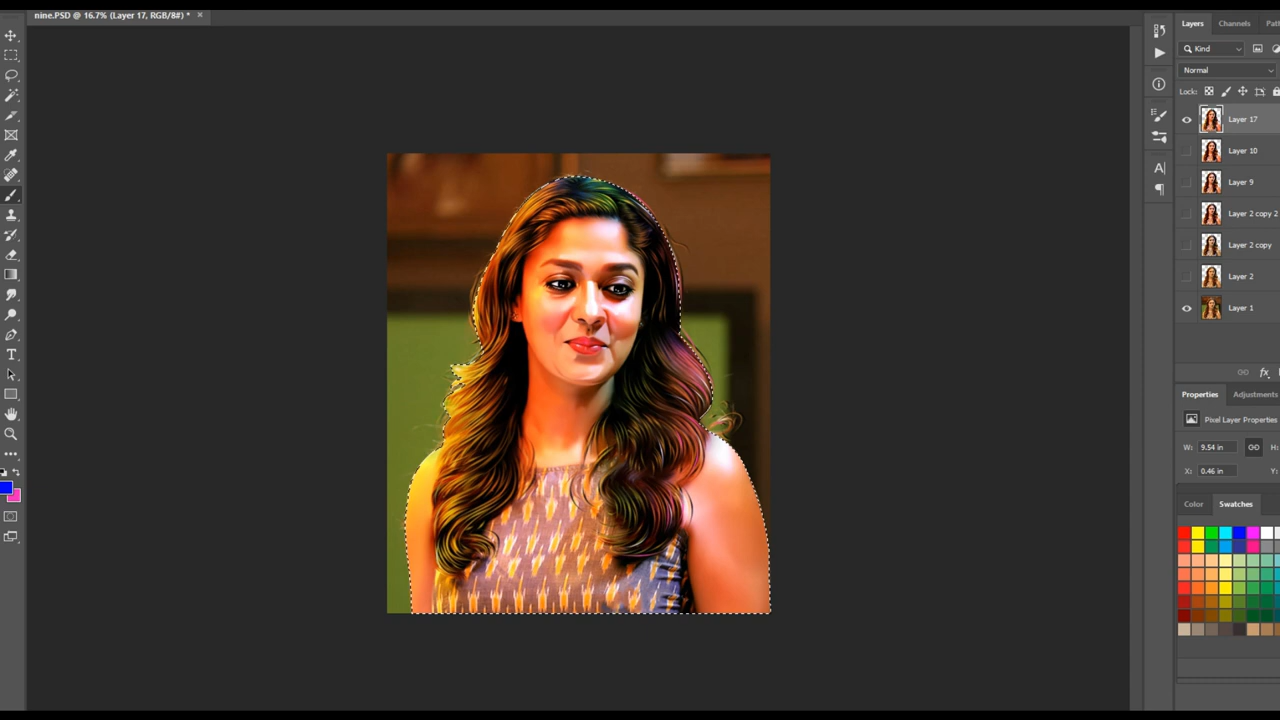 nine.PSD @ 16.7% (Layer 17, RGB/8#) * ×
Layers Channels Pat
Kind
Normal
Lock:
Layer 17
Layer 10
Layer 9
Layer 2 copy 2
Layer 2 copy
Layer 2
Layer 1
fx
Properties Adjustments
Pixel Layer Properties
W: 9.54 in H:
X: 0.46 in Y:
Color Swatches